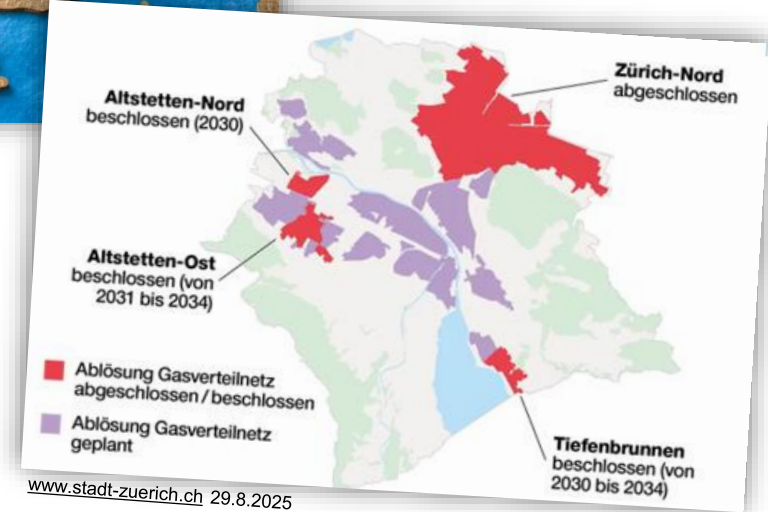 Zürich-Nord
abgeschlossen
Altstetten-Nord
beschlossen (2030)
Altstetten-Ost
beschlossen (von
2031 bis 2034)
Ablösung Gasverteilnetz
abgeschlossen / beschlossen
Ablösung Gasverteilnetz
geplant
Tiefenbrunnen
beschlossen (von
2030 bis 2034)
www.stadt-zuerich.ch 29.8.2025